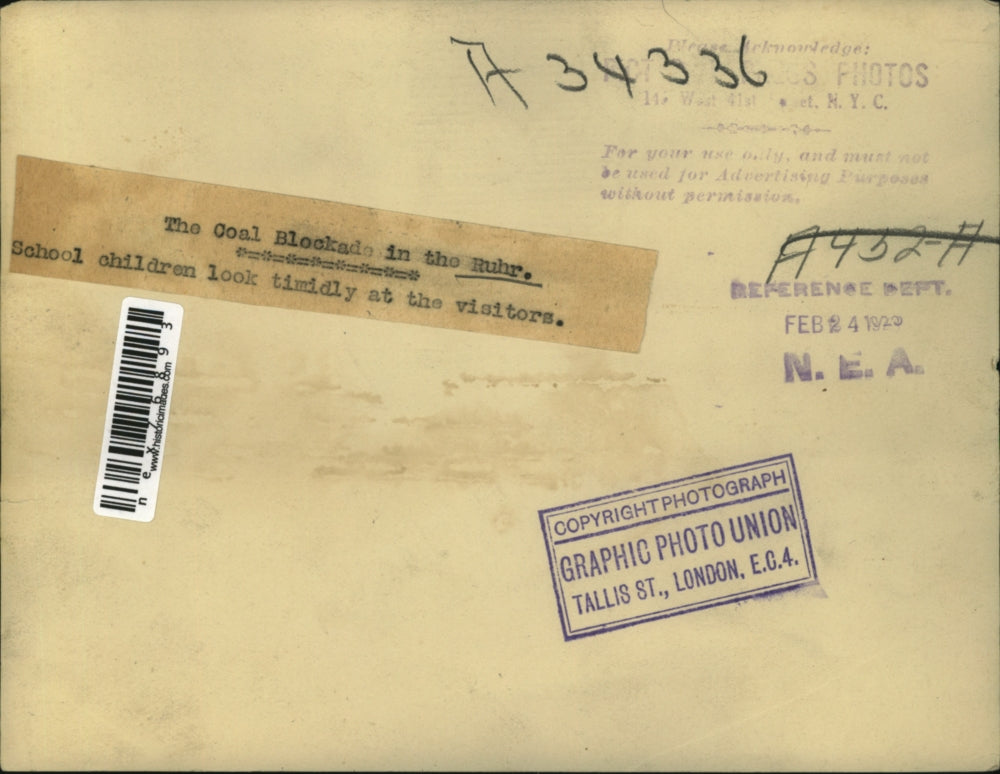 A 34336
Please Acknowledge:
PHOTOS
West 41st N. Y. C.
For your use only, and must not
be used for Advertising Purposes
without permission.
The Coal Blockade in the Ruhr.
School children look timidly at the visitors.
A452-A
REFERENCE DEPT.
FEB 24
N. E. A.
nex76893
www.historicimages.com
COPYRIGHT PHOTOGRAPH
GRAPHIC PHOTO UNION
TALLIS ST., LONDON, E.C.4.